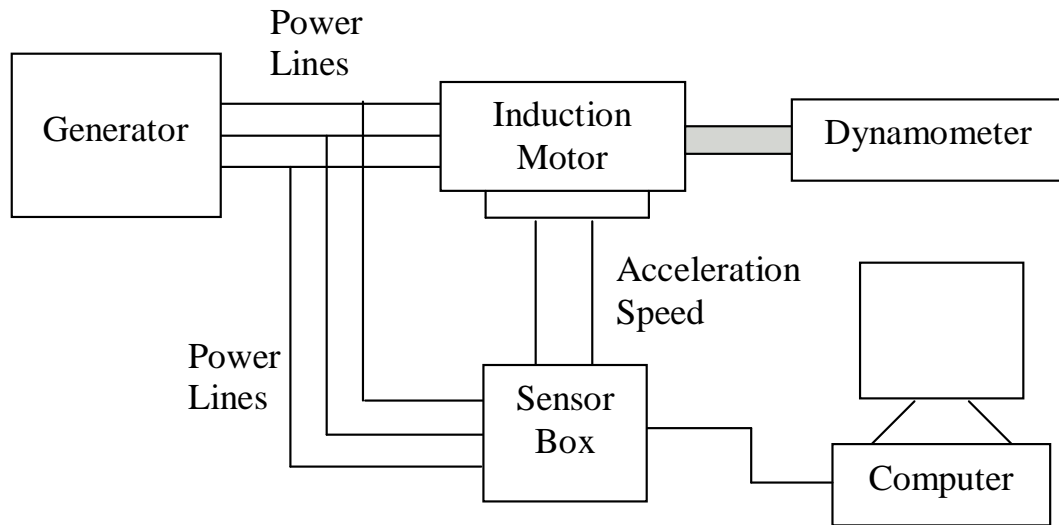 Power
Lines
Generator
Induction
Motor
Dynamometer
Acceleration
Speed
Power
Lines
Sensor
Box
Computer